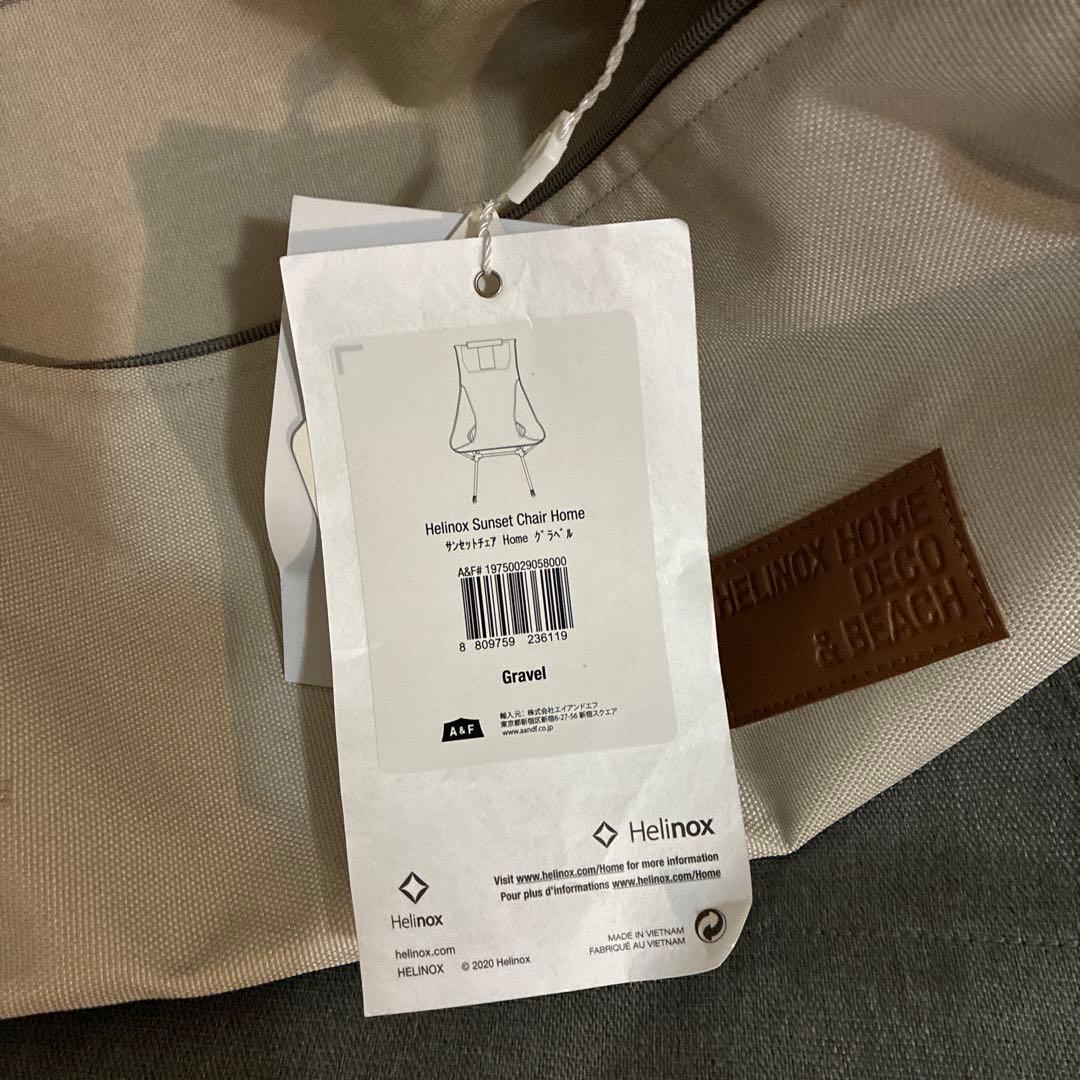 Helinox Sunset Chair Home
サンセットチェア Home グラベル
A&F# 19750029058000
8 809759 236119
Gravel
A & F
輸入元：株式会社エイアンドエフ
東京都新宿区新宿6-27-56 新宿スクエア
www.aandf.co.jp
Helinox
Visit www.helinox.com/Home for more information
Pour plus d'informations www.helinox.com/Home
Helinox
helinox.com
HELINOX © 2020 Helinox
MADE IN VIETNAM
FABRIQUÉ AU VIETNAM
HELINOX HOME
DECO
& BEACH